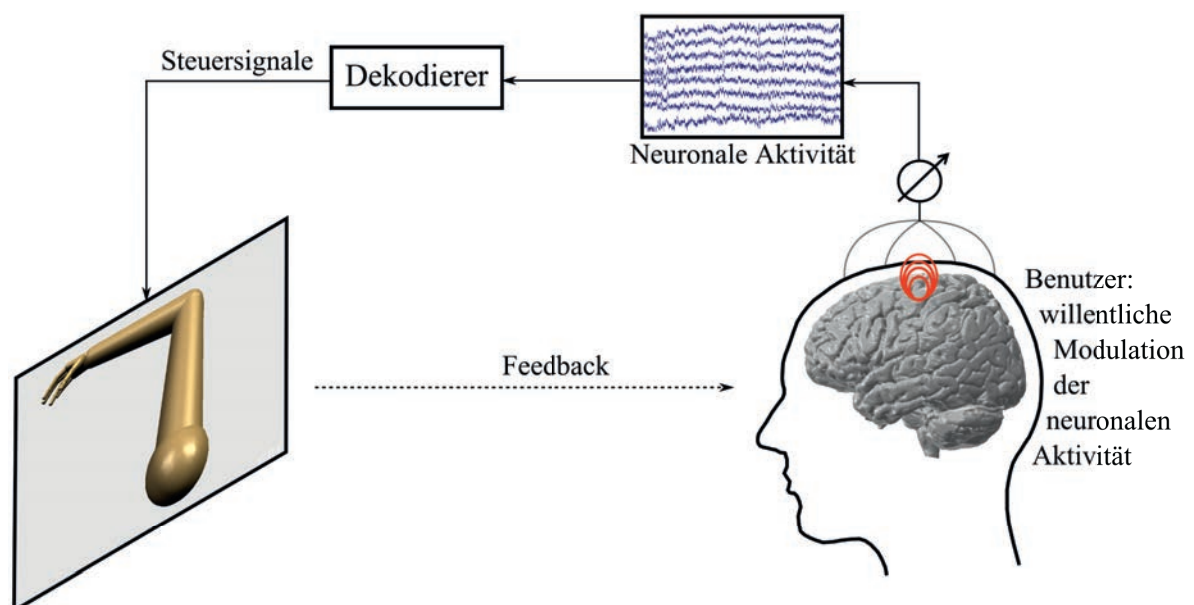 Steuersignale
Dekodierer
Neuronale Aktivität
Feedback
Benutzer:
willentliche
Modulation
der
neuronalen
Aktivität